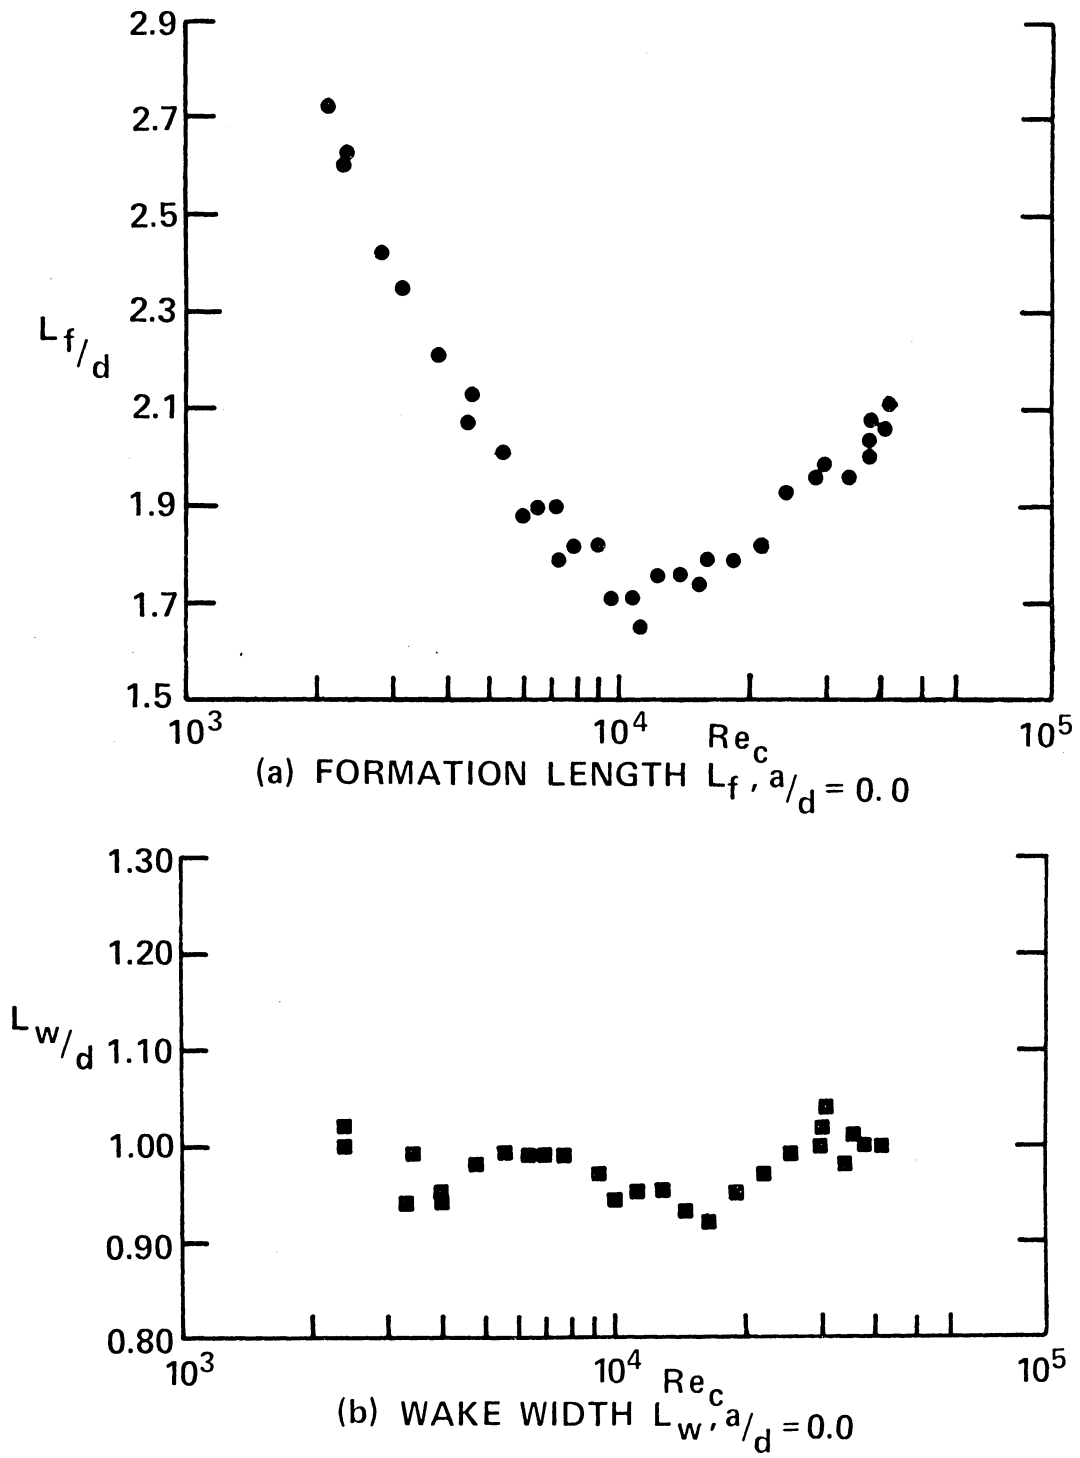 2.9
2.7
2.5
2.3
L f/d
2.1
1.9
1.7
1.5
10³ 10⁴ Re c 10⁵
(a) FORMATION LENGTH L f , a/d = 0.0
1.30
1.20
L w/d 1.10
1.00
0.90
0.80
10³ 10⁴ Re c 10⁵
(b) WAKE WIDTH L w , a/d = 0.0